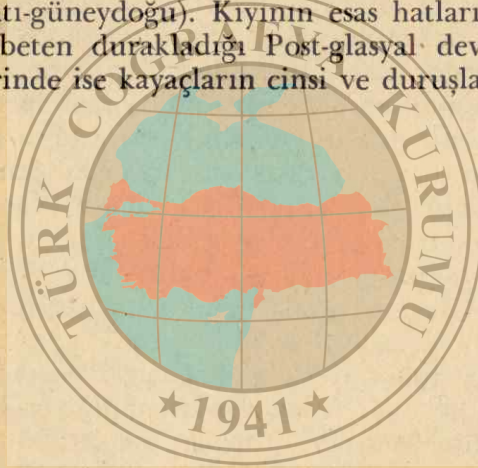 tı-güneydoğu). Kıyının esas hatları
beten durakladığı Post-glasyal dev
rinde ise kayaçların cinsi ve duruşla
TÜRK COĞRAFYA KURUMU
★1941★